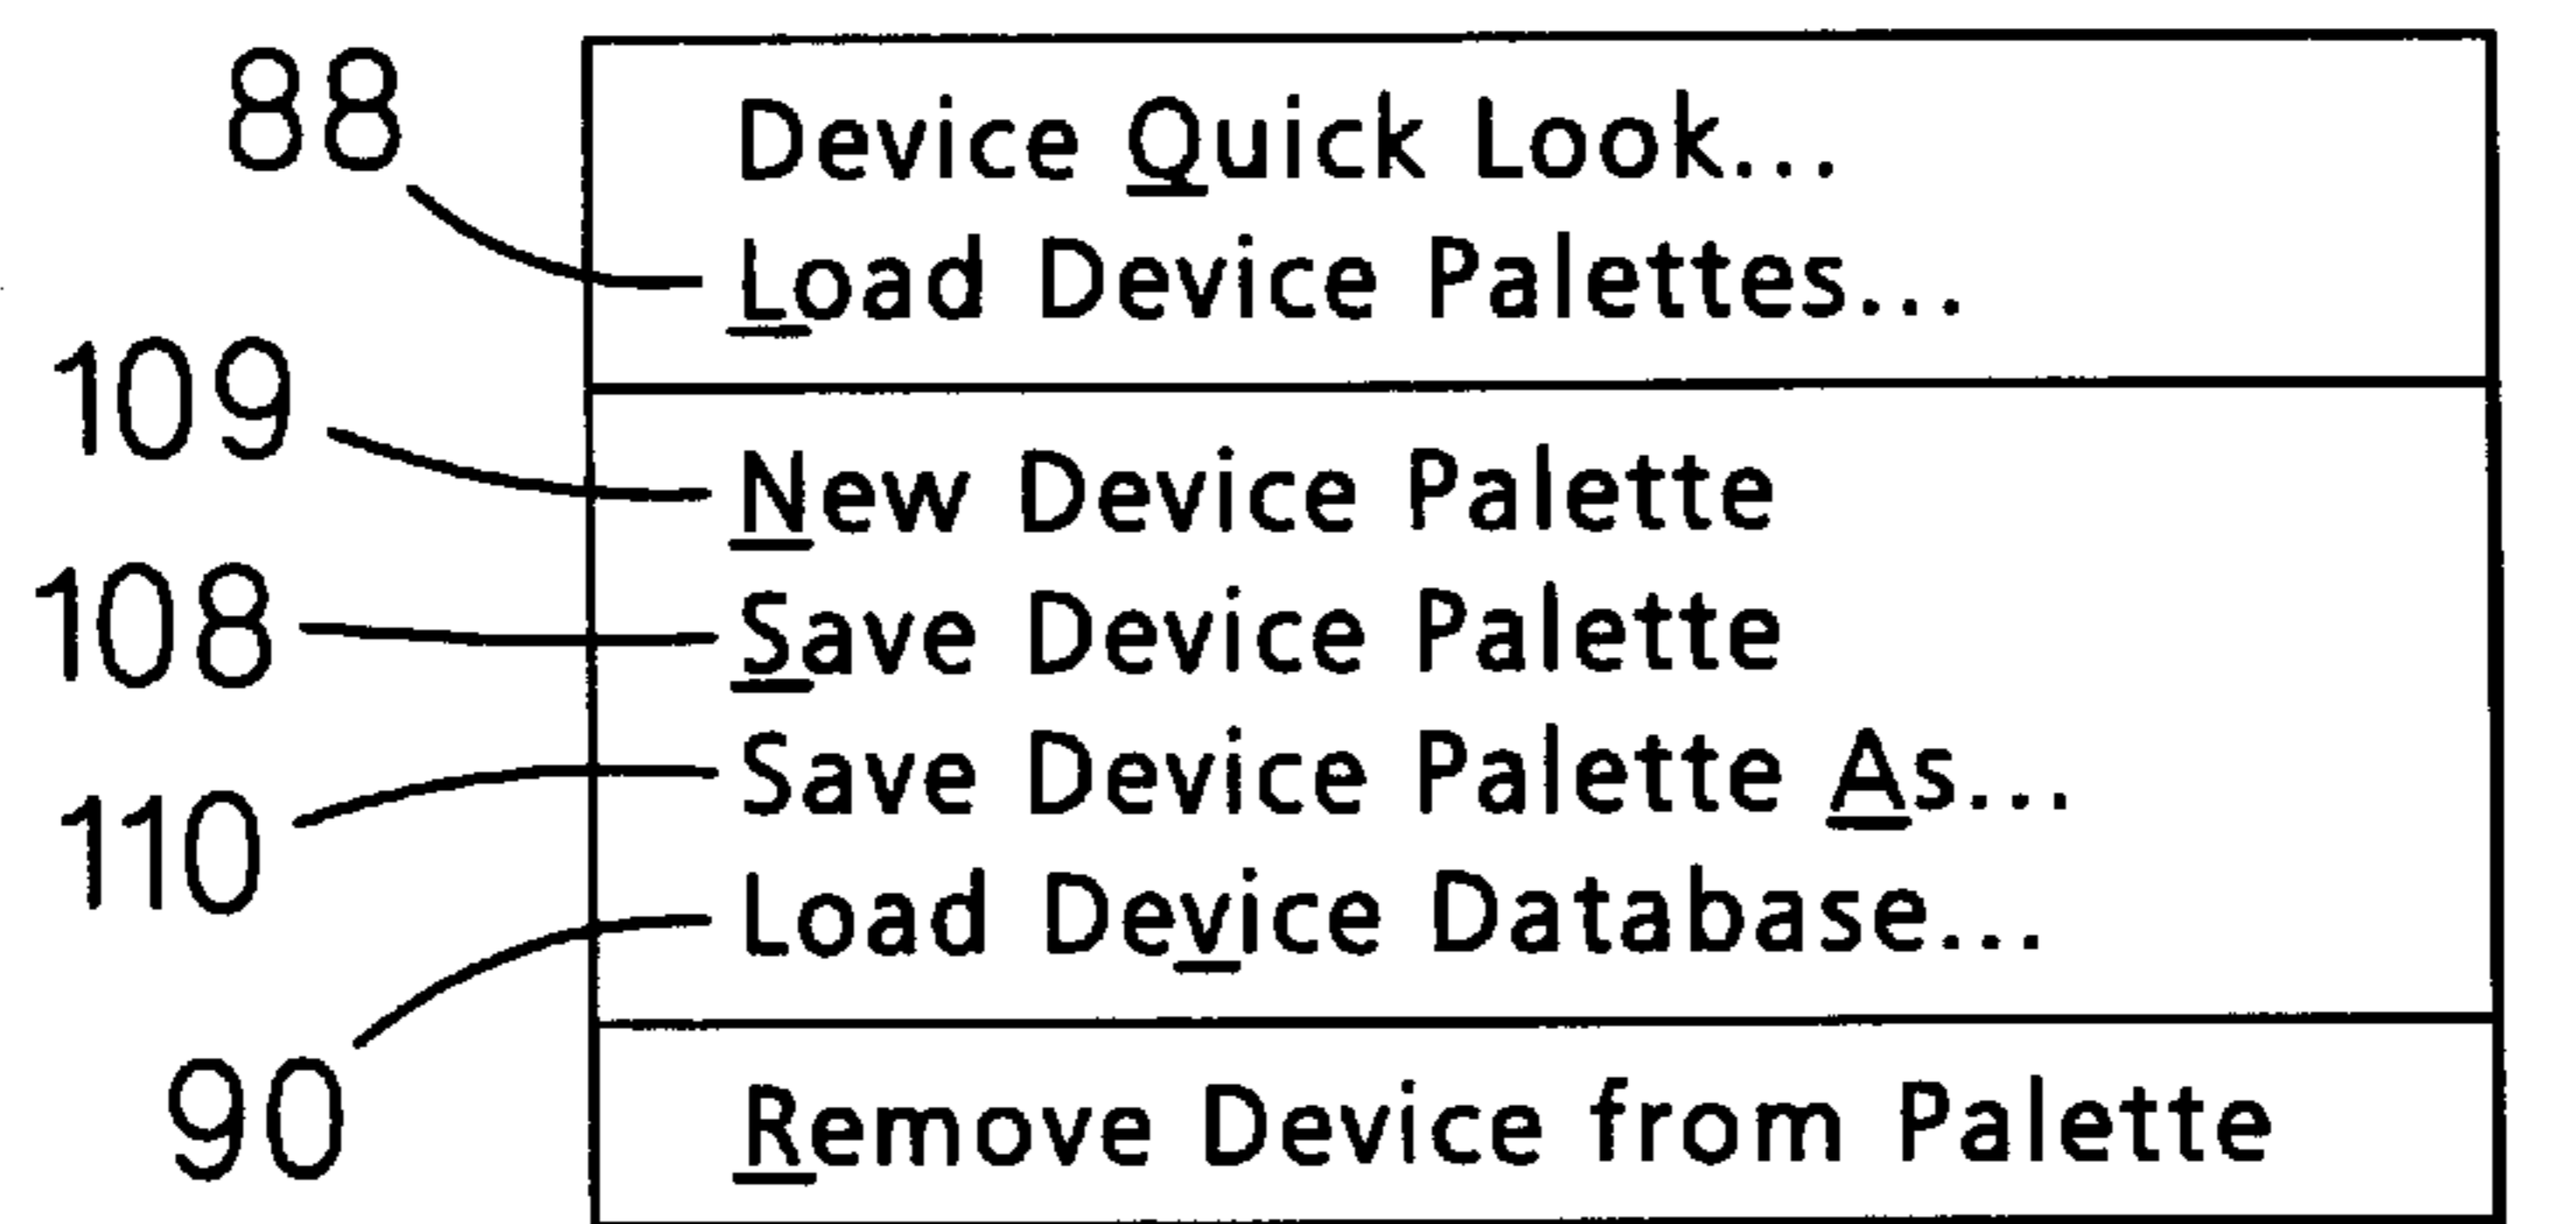 88
Device Quick Look...
Load Device Palettes...
109
New Device Palette
108
Save Device Palette
110
Save Device Palette As...
Load Device Database...
90
Remove Device from Palette